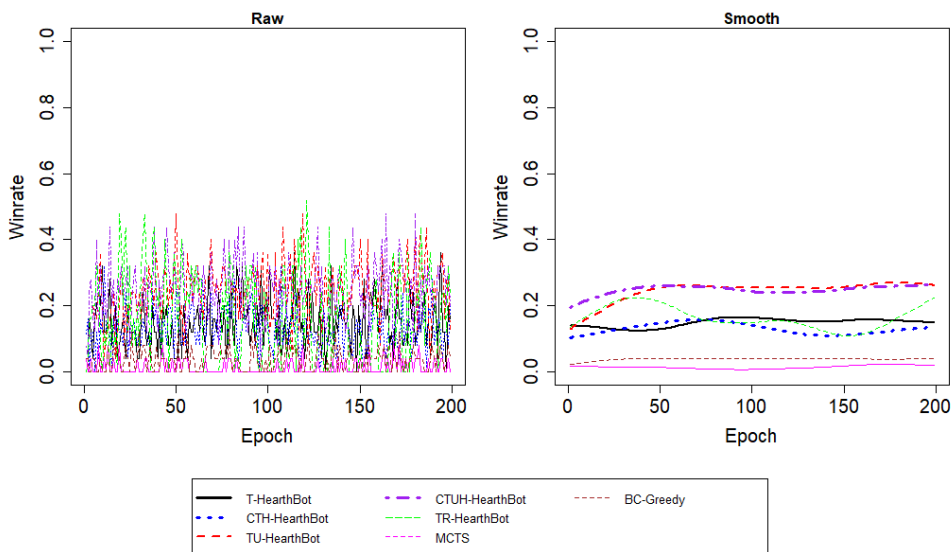 Raw
Smooth
1.0
0.8
0.6
0.4
0.2
0.0
Winrate
0
50
100
150
200
Epoch
1.0
0.8
0.6
0.4
0.2
0.0
Winrate
0
50
100
150
200
Epoch
T-HearthBot
CTH-HearthBot
TU-HearthBot
CTUH-HearthBot
TR-HearthBot
MCTS
BC-Greedy